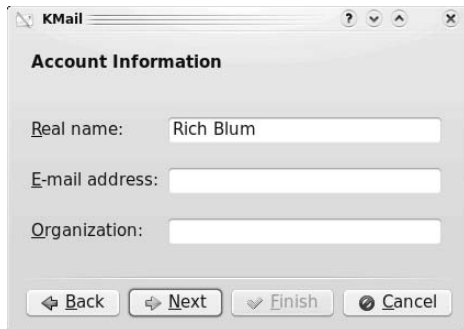 KMail
Account Information
Real name: Rich Blum
E-mail address:
Organization:
Back Next Finish Cancel